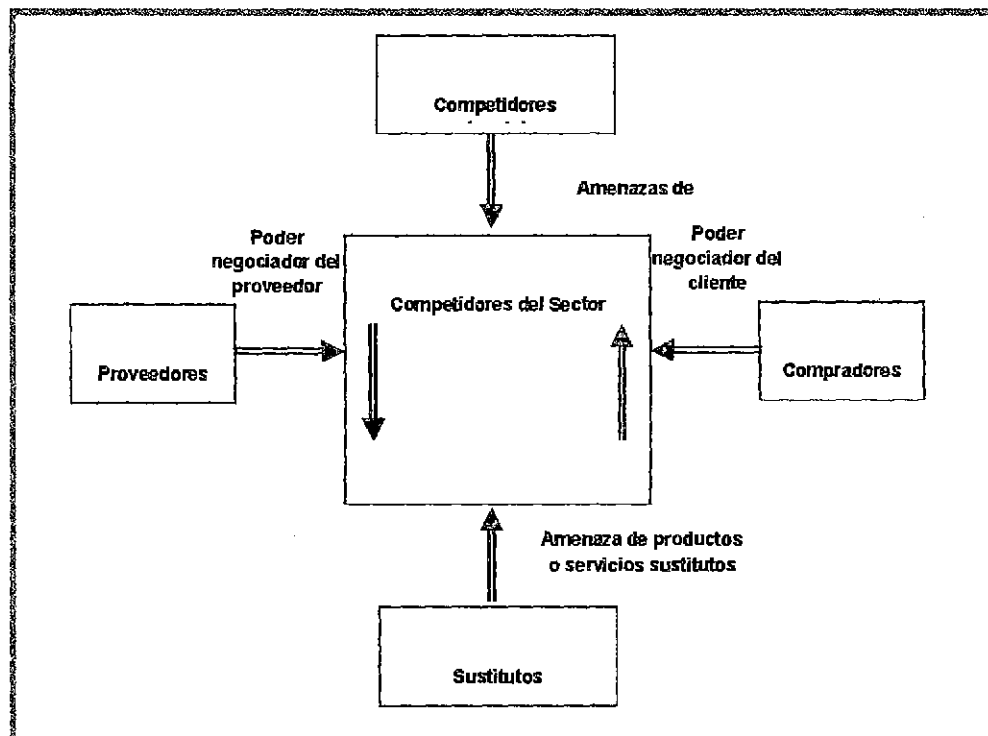 Competidores
Amenazas de
Poder
negociador del
proveedor
Poder
negociador del
cliente
Competidores del Sector
Proveedores
Compradores
Amenaza de productos
o servicios sustitutos
Sustitutos